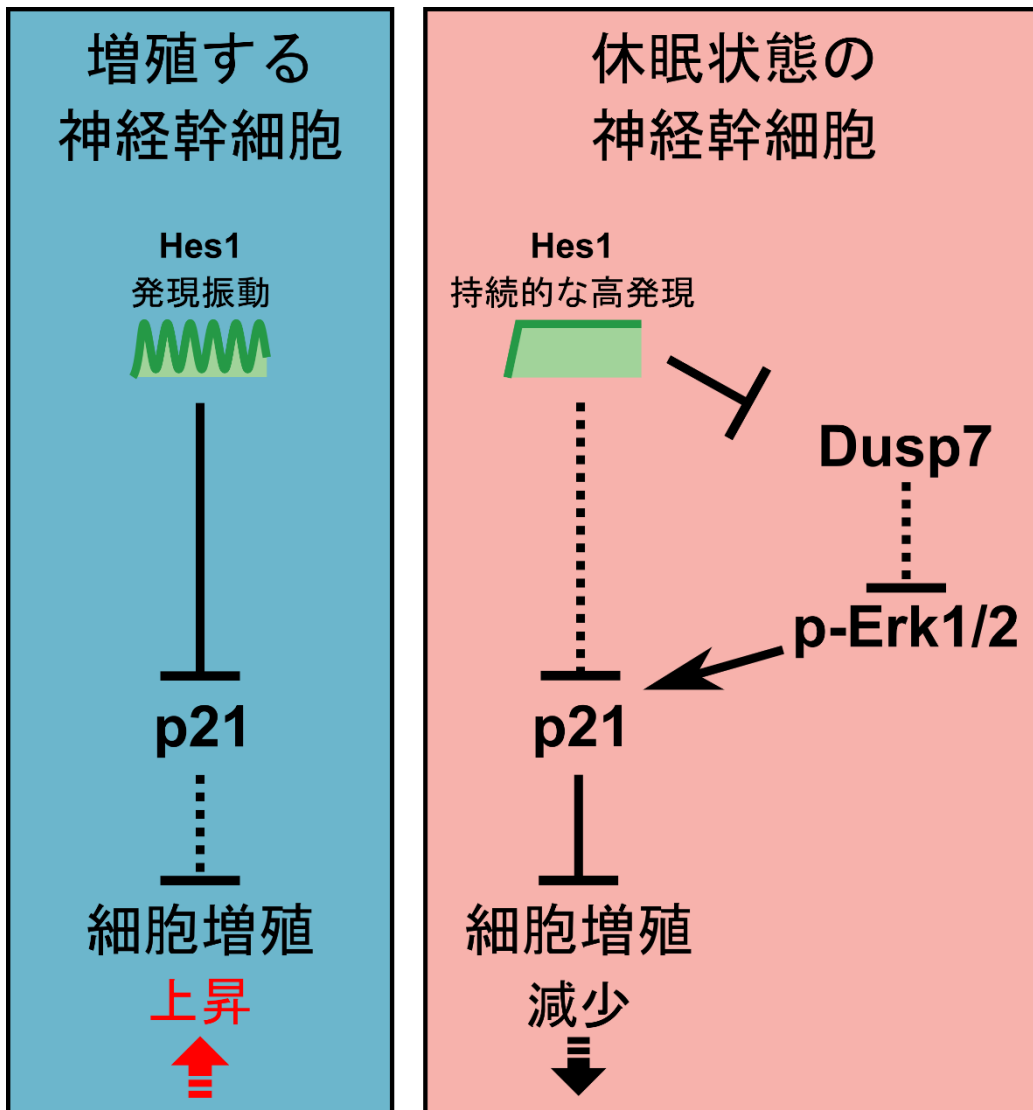 増殖する
神経幹細胞
Hes1
発現振動
p21
細胞増殖
上昇
休眠状態の
神経幹細胞
Hes1
持続的な高発現
Dusp7
p-Erk1/2
p21
細胞増殖
減少